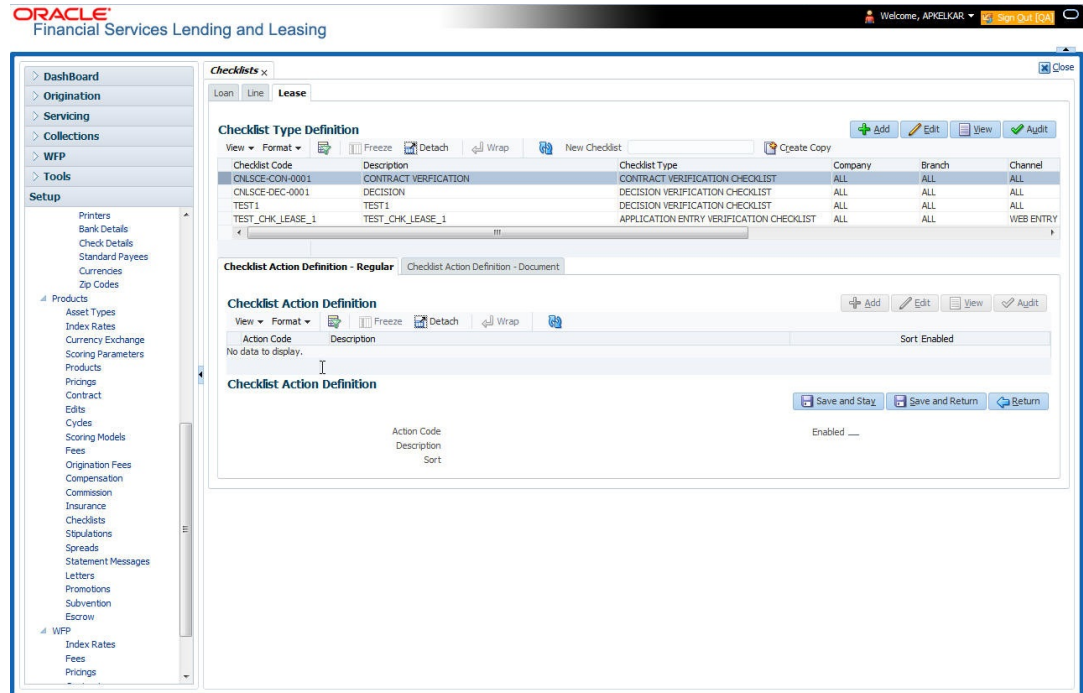 ORACLE
Financial Services Lending and Leasing
Welcome, APKELKAR
Sign Out [QA]
Close
DashBoard
Origination
Servicing
Collections
WFP
Tools
Setup
Printers
Bank Details
Check Details
Standard Payees
Currencies
Zip Codes
Products
Asset Types
Index Rates
Currency Exchange
Scoring Parameters
Products
Pricings
Contract
Edits
Cycles
Scoring Models
Fees
Origination Fees
Compensation
Commission
Insurance
Checklists
Stipulations
Spreads
Statement Messages
Letters
Promotions
Subvention
Escrow
WFP
Index Rates
Fees
Pricings
Checklists
Loan Line Lease
Checklist Type Definition
Add Edit View Audit
View Format Freeze Detach Wrap New Checklist Create Copy
Checklist Code Description Checklist Type Company Branch Channel
CNLSCE-CON-0001 CONTRACT VERFICATION CONTRACT VERIFICATION CHECKLIST ALL ALL ALL
CNLSCE-DEC-0001 DECISION DECISION VERIFICATION CHECKLIST ALL ALL ALL
TEST1 TEST1 DECISION VERIFICATION CHECKLIST ALL ALL ALL
TEST_CHK_LEASE_1 TEST_CHK_LEASE_1 APPLICATION ENTRY VERIFICATION CHECKLIST ALL ALL WEB ENTRY
Checklist Action Definition - Regular Checklist Action Definition - Document
Checklist Action Definition
Add Edit View Audit
View Format Freeze Detach Wrap
Action Code Description Sort Enabled
No data to display.
Checklist Action Definition
Save and Stay Save and Return Return
Action Code Enabled
Description
Sort